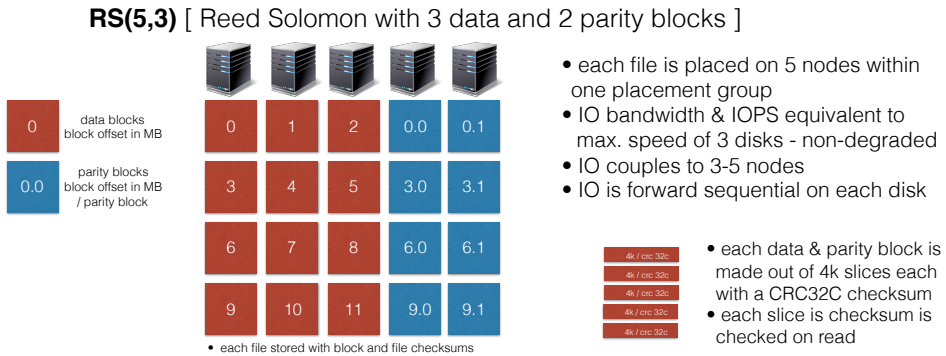 RS(5,3) [ Reed Solomon with 3 data and 2 parity blocks ]
0
data blocks
block offset in MB
0.0
parity blocks
block offset in MB
/ parity block
0 1 2 0.0 0.1
3 4 5 3.0 3.1
6 7 8 6.0 6.1
9 10 11 9.0 9.1
• each file stored with block and file checksums
• each file is placed on 5 nodes within
one placement group
• IO bandwidth & IOPS equivalent to
max. speed of 3 disks - non-degraded
• IO couples to 3-5 nodes
• IO is forward sequential on each disk
4k / crc 32c
4k / crc 32c
4k / crc 32c
4k / crc 32c
4k / crc 32c
• each data & parity block is
made out of 4k slices each
with a CRC32C checksum
• each slice is checksum is
checked on read